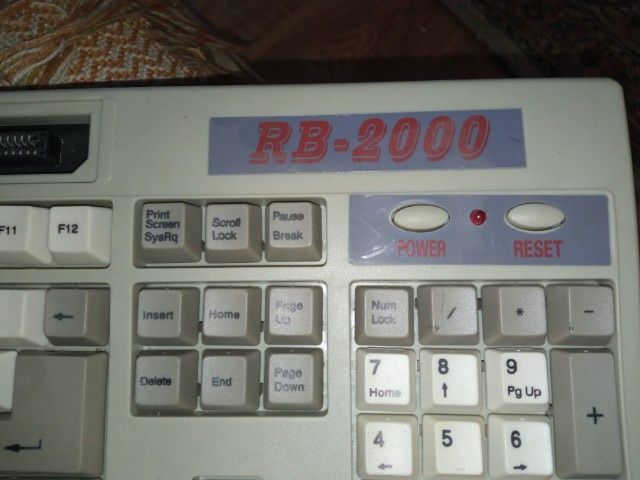 RB-2000
POWER
RESET
F11
F12
Print
Screen
SysRq
Scroll
Lock
Pause
Break
←
Insert
Home
Page
Up
Num
Lock
/
*
-
Delete
End
Page
Down
7
Home
8
↑
9
Pg Up
+
4
←
5
6
→